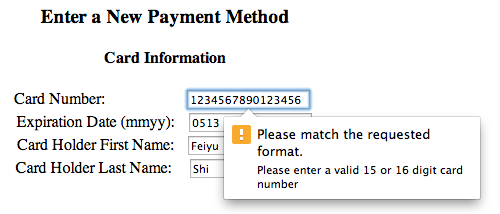 Enter a New Payment Method
Card Information
Card Number: 1234567890123456
Expiration Date (mmyy): 0513
Card Holder First Name: Feiyu
Card Holder Last Name: Shi
Please match the requested
format.
Please enter a valid 15 or 16 digit card
number